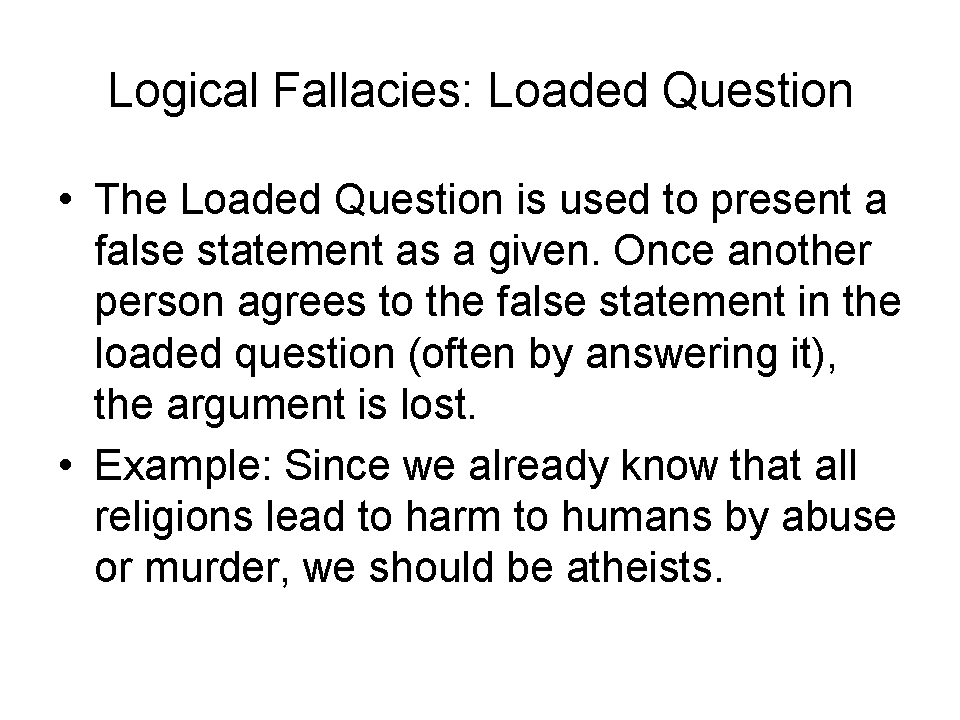 Logical Fallacies: Loaded Question
• The Loaded Question is used to present a
false statement as a given. Once another
person agrees to the false statement in the
loaded question (often by answering it),
the argument is lost.
• Example: Since we already know that all
religions lead to harm to humans by abuse
or murder, we should be atheists.